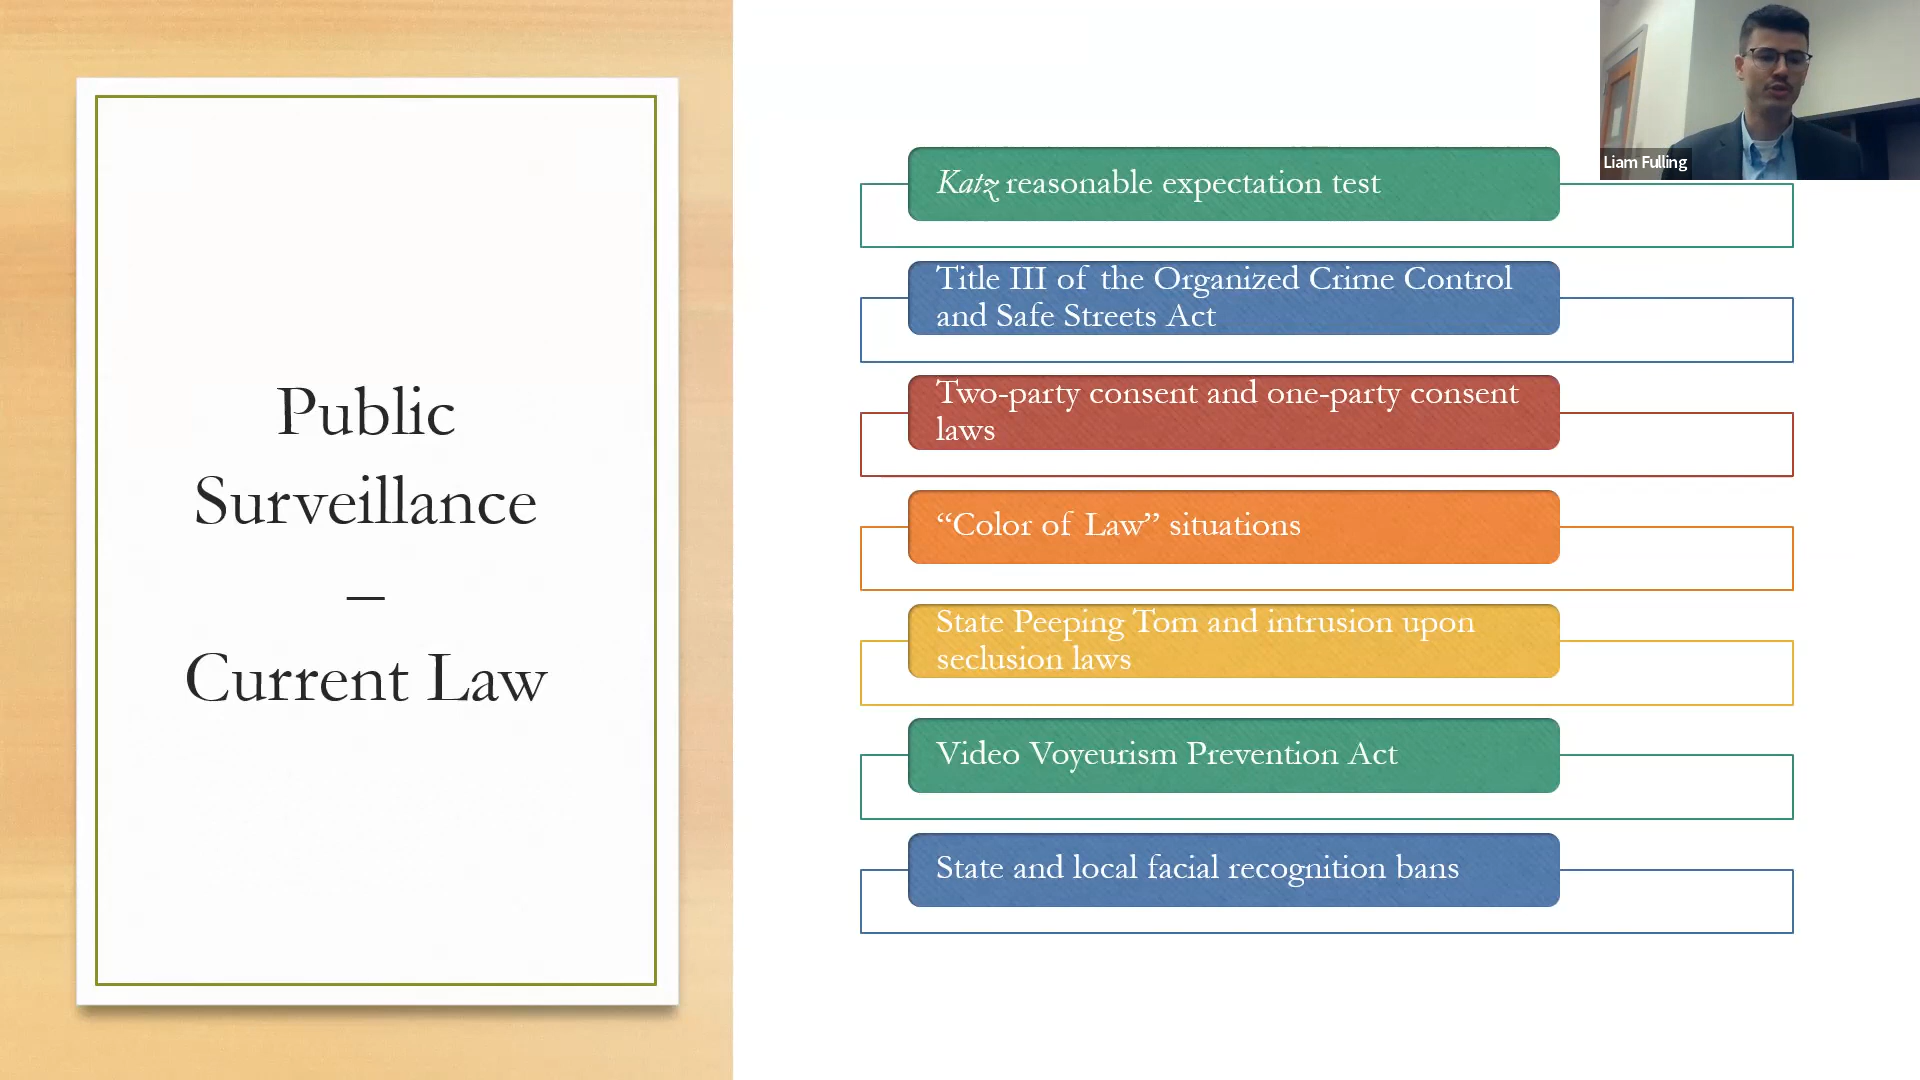 Public
Surveillance
–
Current Law
Katz reasonable expectation test
Title III of the Organized Crime Control
and Safe Streets Act
Two-party consent and one-party consent
laws
“Color of Law” situations
State Peeping Tom and intrusion upon
seclusion laws
Video Voyeurism Prevention Act
State and local facial recognition bans
Liam Fulling